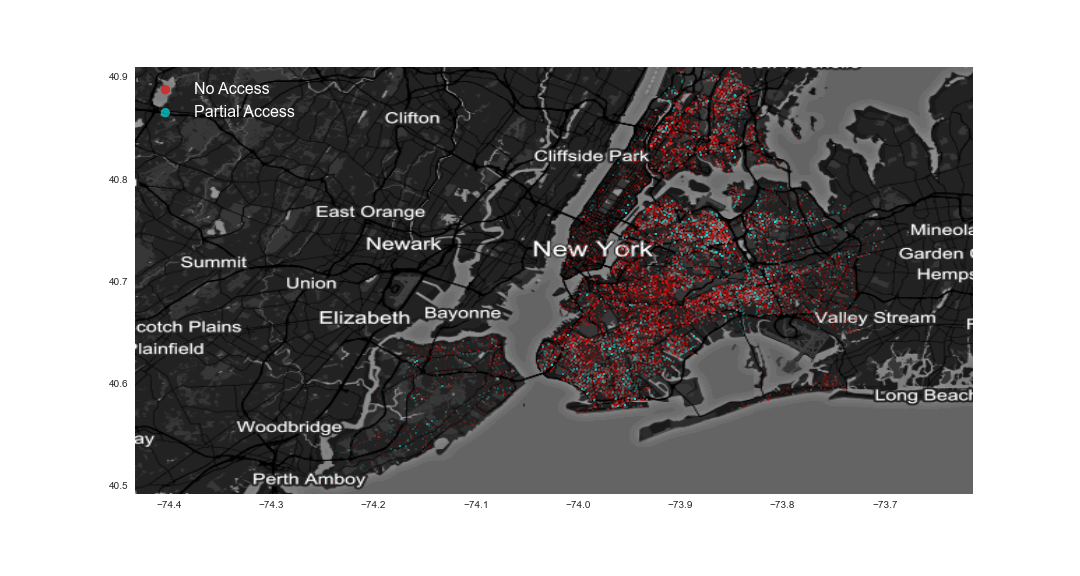 40.9
No Access
Partial Access
Clifton
Cliffside Park
40.8
East Orange
Newark
New York
Mineola
Garden
Summit
Hemps
40.7
Union
Elizabeth
Bayonne
Valley Stream
cotch Plains
Plainfield
40.6
Long Beach
Woodbridge
ay
Perth Amboy
40.5
−74.4 −74.3 −74.2 −74.1 −74.0 −73.9 −73.8 −73.7